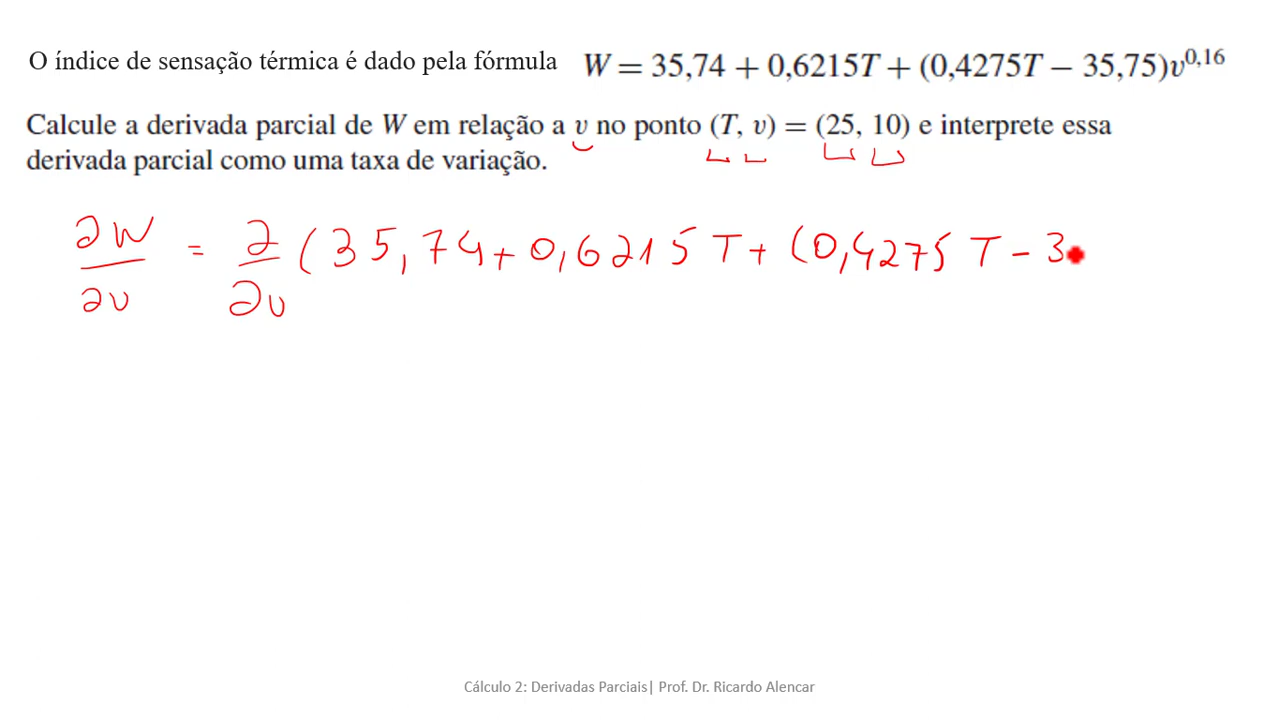 O índice de sensação térmica é dado pela fórmula W = 35,74 + 0,6215T + (0,4275T − 35,75)v^0,16
Calcule a derivada parcial de W em relação a v no ponto (T, v) = (25, 10) e interprete essa
derivada parcial como uma taxa de variação.
∂W/∂v = ∂/∂v (35,74 + 0,6215 T + (0,4275 T − 3
Cálculo 2: Derivadas Parciais| Prof. Dr. Ricardo Alencar